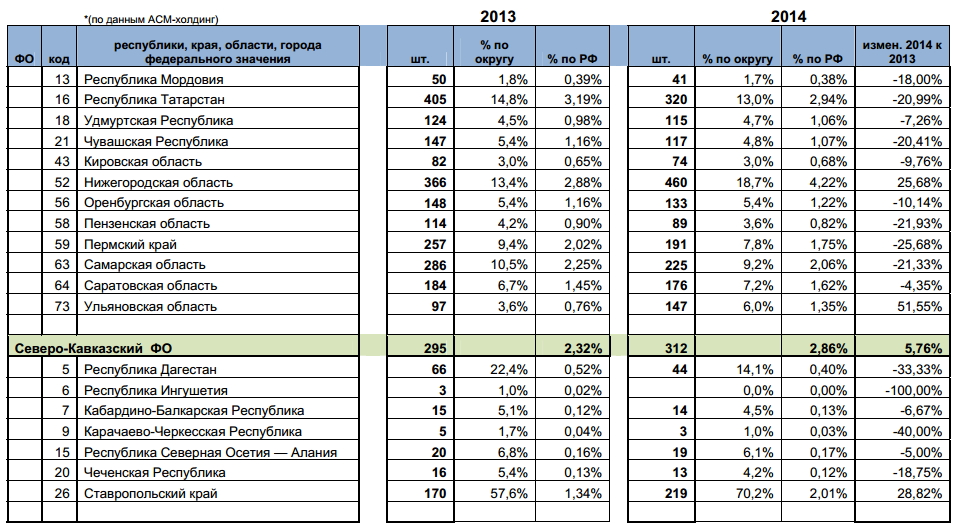 *(по данным АСМ-холдинг) 2013 2014
ФО код республики, края, области, города федерального значения шт. % по округу % по РФ шт. % по округу % по РФ измен. 2014 к 2013
13 Республика Мордовия 50 1,8% 0,39% 41 1,7% 0,38% -18,00%
16 Республика Татарстан 405 14,8% 3,19% 320 13,0% 2,94% -20,99%
18 Удмуртская Республика 124 4,5% 0,98% 115 4,7% 1,06% -7,26%
21 Чувашская Республика 147 5,4% 1,16% 117 4,8% 1,07% -20,41%
43 Кировская область 82 3,0% 0,65% 74 3,0% 0,68% -9,76%
52 Нижегородская область 366 13,4% 2,88% 460 18,7% 4,22% 25,68%
56 Оренбургская область 148 5,4% 1,16% 133 5,4% 1,22% -10,14%
58 Пензенская область 114 4,2% 0,90% 89 3,6% 0,82% -21,93%
59 Пермский край 257 9,4% 2,02% 191 7,8% 1,75% -25,68%
63 Самарская область 286 10,5% 2,25% 225 9,2% 2,06% -21,33%
64 Саратовская область 184 6,7% 1,45% 176 7,2% 1,62% -4,35%
73 Ульяновская область 97 3,6% 0,76% 147 6,0% 1,35% 51,55%
Северо-Кавказский ФО 295 2,32% 312 2,86% 5,76%
5 Республика Дагестан 66 22,4% 0,52% 44 14,1% 0,40% -33,33%
6 Республика Ингушетия 3 1,0% 0,02% 0,0% 0,00% -100,00%
7 Кабардино-Балкарская Республика 15 5,1% 0,12% 14 4,5% 0,13% -6,67%
9 Карачаево-Черкесская Республика 5 1,7% 0,04% 3 1,0% 0,03% -40,00%
15 Республика Северная Осетия — Алания 20 6,8% 0,16% 19 6,1% 0,17% -5,00%
20 Чеченская Республика 16 5,4% 0,13% 13 4,2% 0,12% -18,75%
26 Ставропольский край 170 57,6% 1,34% 219 70,2% 2,01% 28,82%